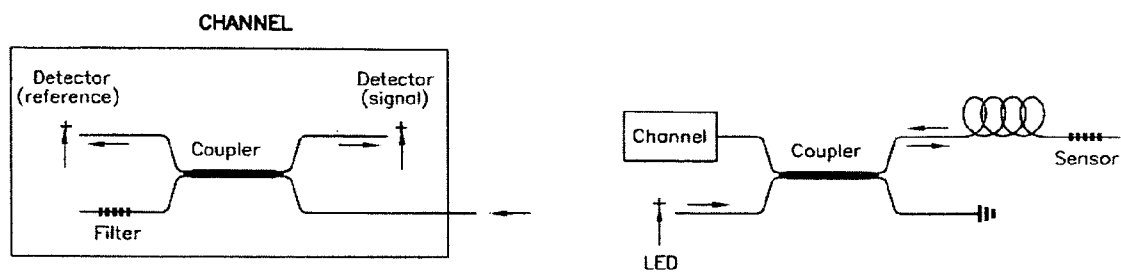 CHANNEL
Detector
(reference)
Detector
(signal)
Coupler
Filter
Channel
Coupler
Sensor
LED